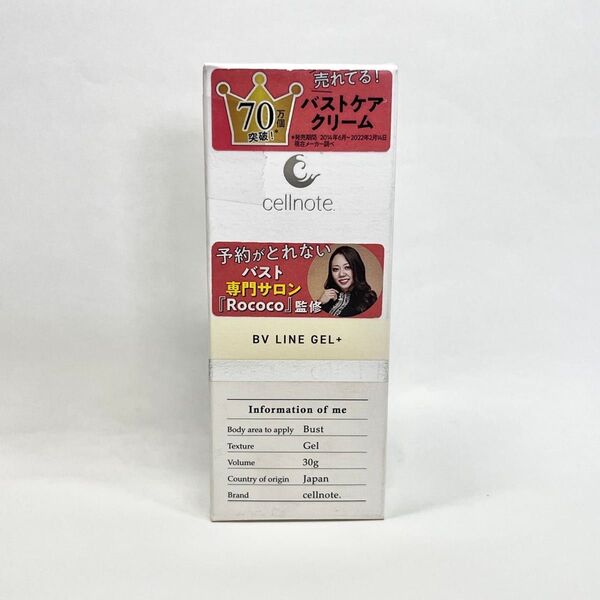 売れてる!
70万個
突破!*
バストケア
クリーム
*発売期間 2014年6月~2022年2月14日
現在メーカー調べ
cellnote.
予約がとれない
バスト
専門サロン
『Rococo』監修
BV LINE GEL+
Information of me
Body area to apply Bust
Texture Gel
Volume 30g
Country of origin Japan
Brand cellnote.